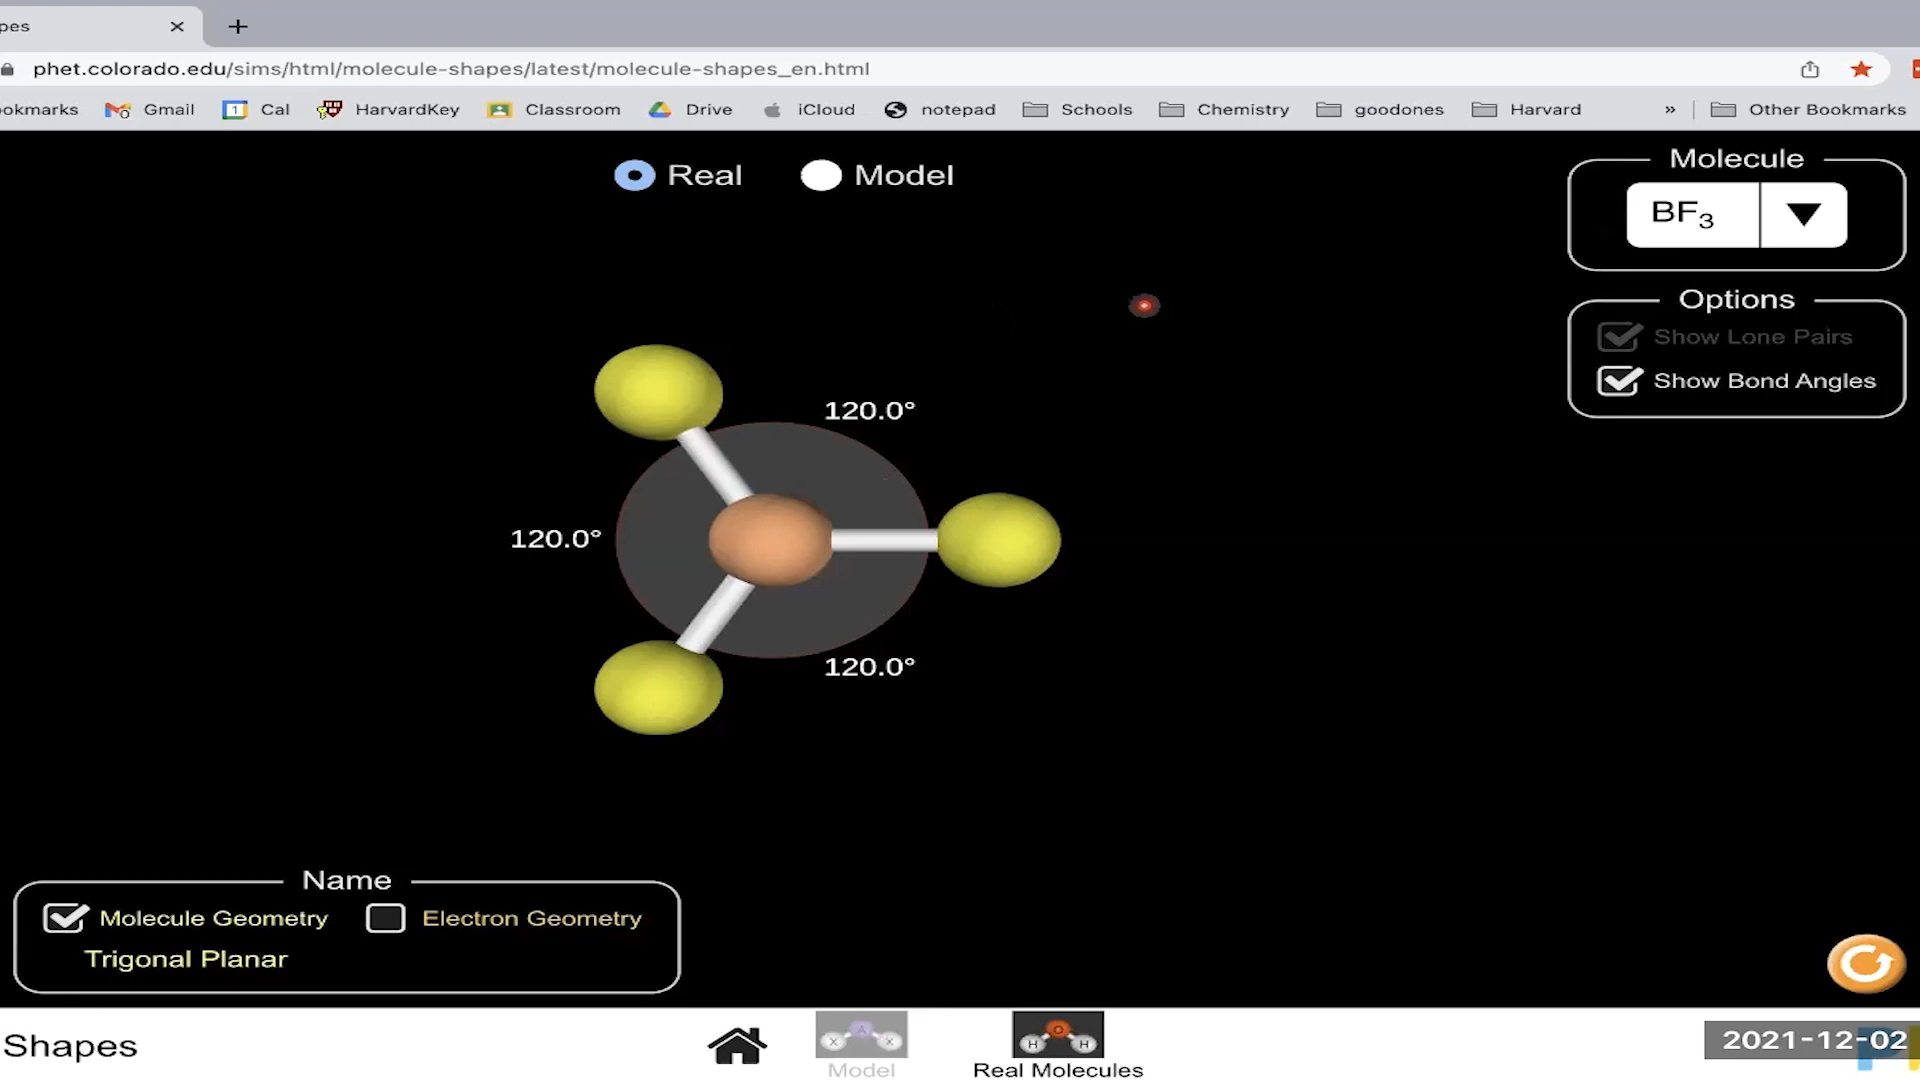 pes
phet.colorado.edu/sims/html/molecule-shapes/latest/molecule-shapes_en.html
ookmarks Gmail 1 Cal HarvardKey Classroom Drive iCloud notepad Schools Chemistry goodones Harvard » Other Bookmarks
Real Model
Molecule
BF₃
Options
Show Lone Pairs
Show Bond Angles
120.0°
120.0°
120.0°
Name
Molecule Geometry Electron Geometry
Trigonal Planar
Shapes
X A X
Model
H O H
Real Molecules
2021-12-02